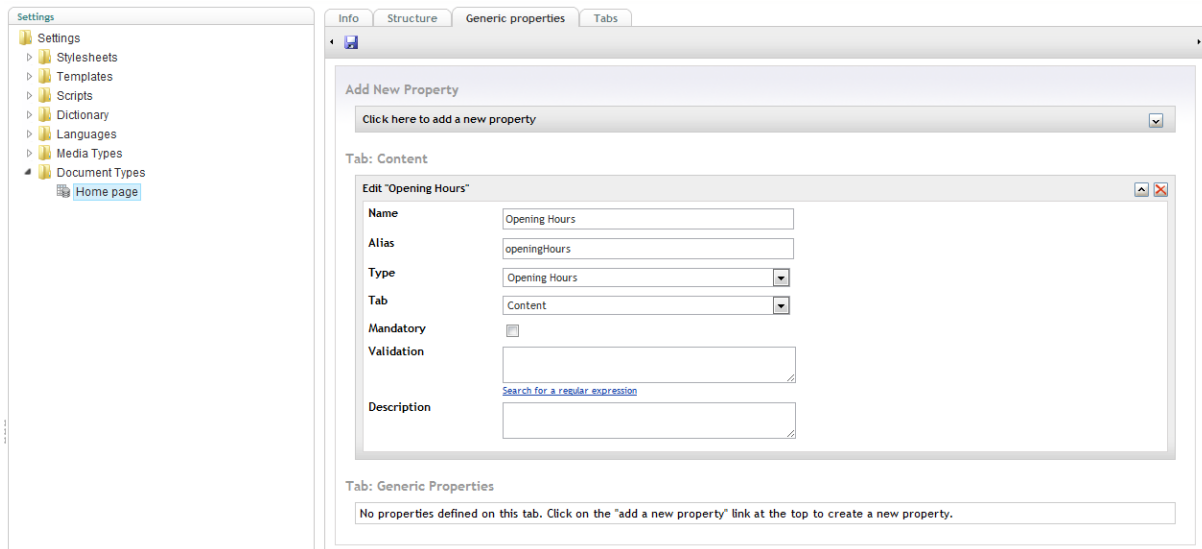 Settings
Settings
Stylesheets
Templates
Scripts
Dictionary
Languages
Media Types
Document Types
Home page
Info Structure Generic properties Tabs
Add New Property
Click here to add a new property
Tab: Content
Edit "Opening Hours"
Name Opening Hours
Alias openingHours
Type Opening Hours
Tab Content
Mandatory
Validation
Search for a regular expression
Description
Tab: Generic Properties
No properties defined on this tab. Click on the "add a new property" link at the top to create a new property.